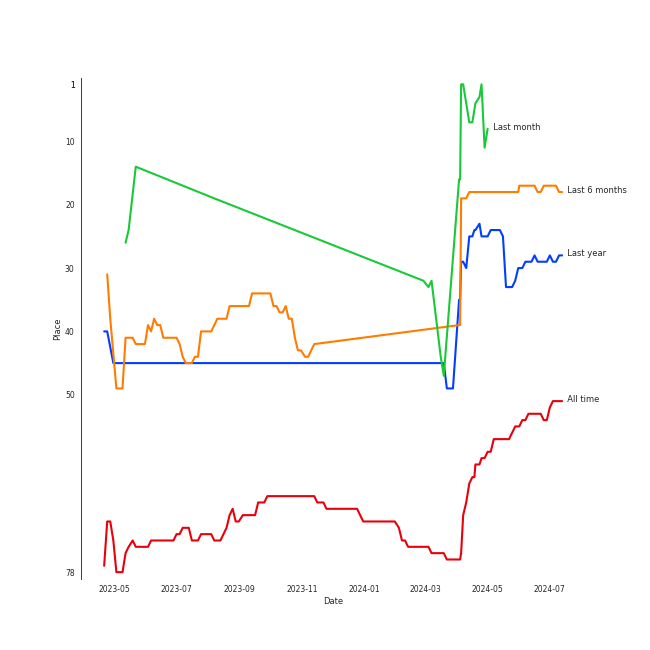 1
Last month
10
Last 6 months
20
Last year
30
40
Place
50
All time
78
2023-05 2023-07 2023-09 2023-11 2024-01 2024-03 2024-05 2024-07
Date